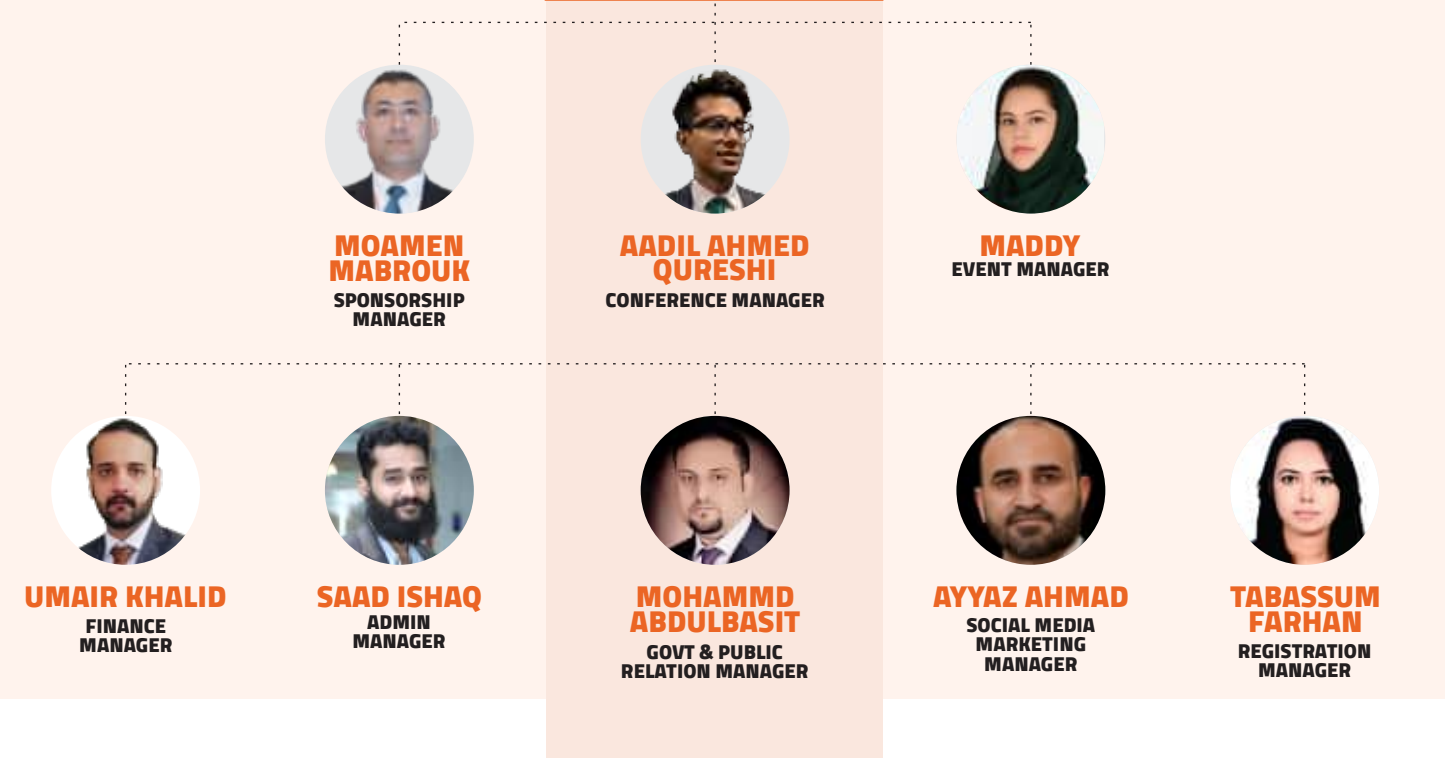 MOAMEN
MABROUK
SPONSORSHIP
MANAGER
AADIL AHMED
QURESHI
CONFERENCE MANAGER
MADDY
EVENT MANAGER
UMAIR KHALID
FINANCE
MANAGER
SAAD ISHAQ
ADMIN
MANAGER
MOHAMMD
ABDULBASIT
GOVT & PUBLIC
RELATION MANAGER
AYYAZ AHMAD
SOCIAL MEDIA
MARKETING
MANAGER
TABASSUM
FARHAN
REGISTRATION
MANAGER